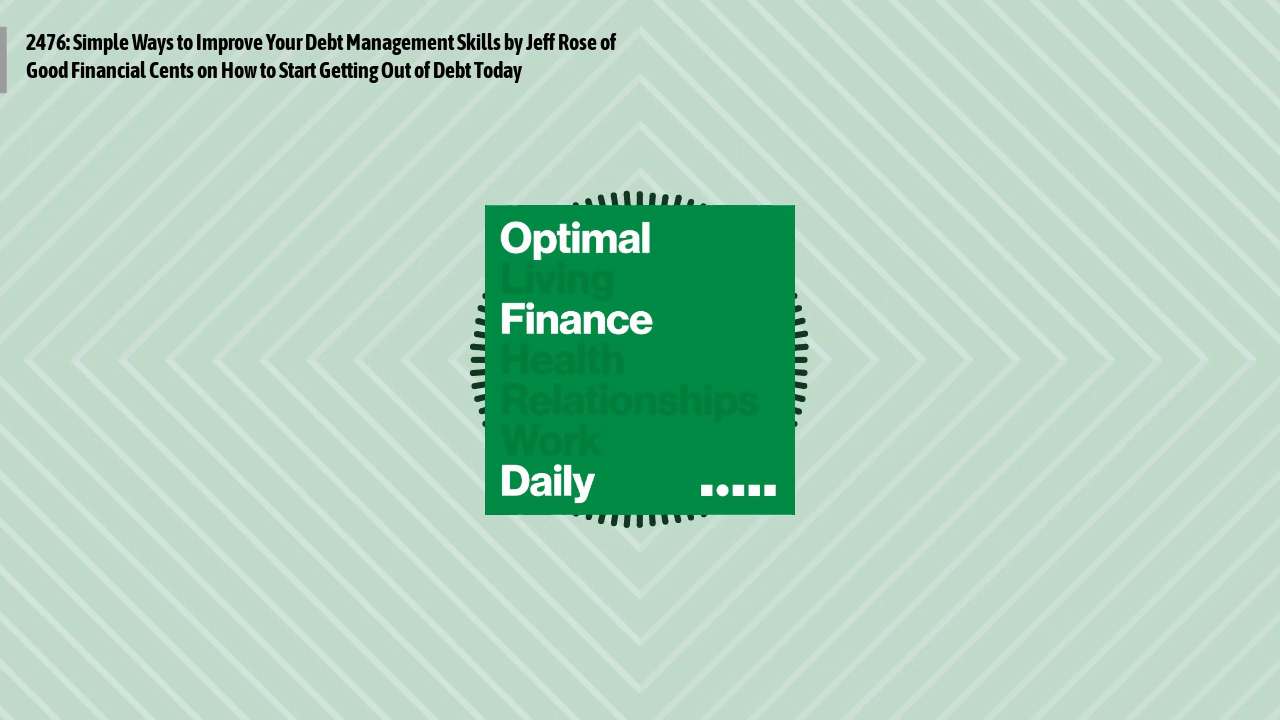 2476: Simple Ways to Improve Your Debt Management Skills by Jeff Rose of
Good Financial Cents on How to Start Getting Out of Debt Today
Optimal
Living
Finance
Health
Relationships
Work
Daily